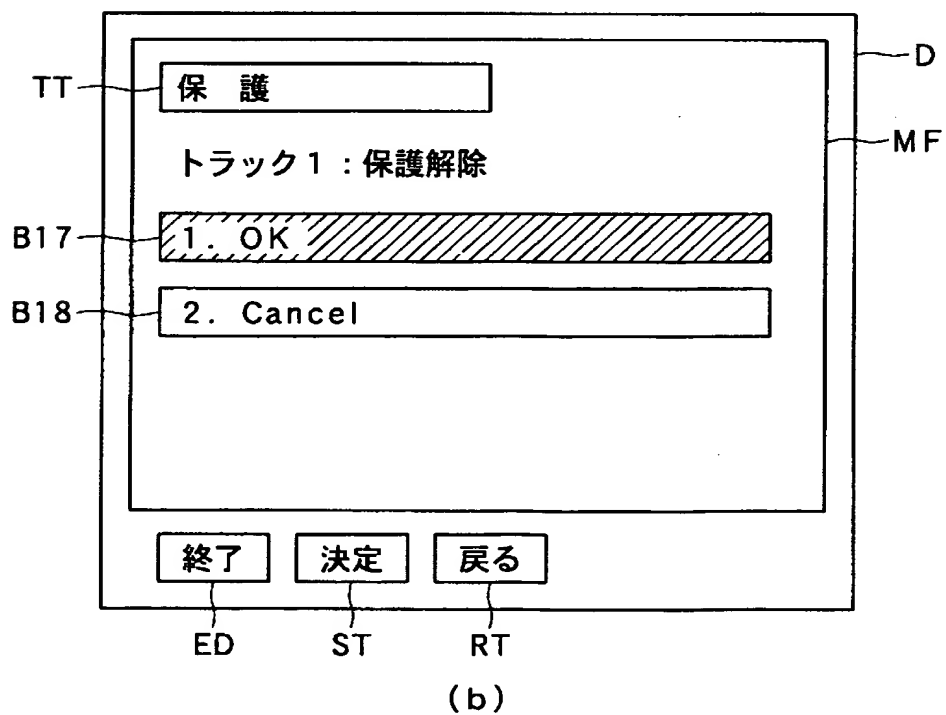 D
TT
保 護
MF
トラック1:保護解除
B17
1. OK
B18
2. Cancel
終了 決定 戻る
ED ST RT
(b)